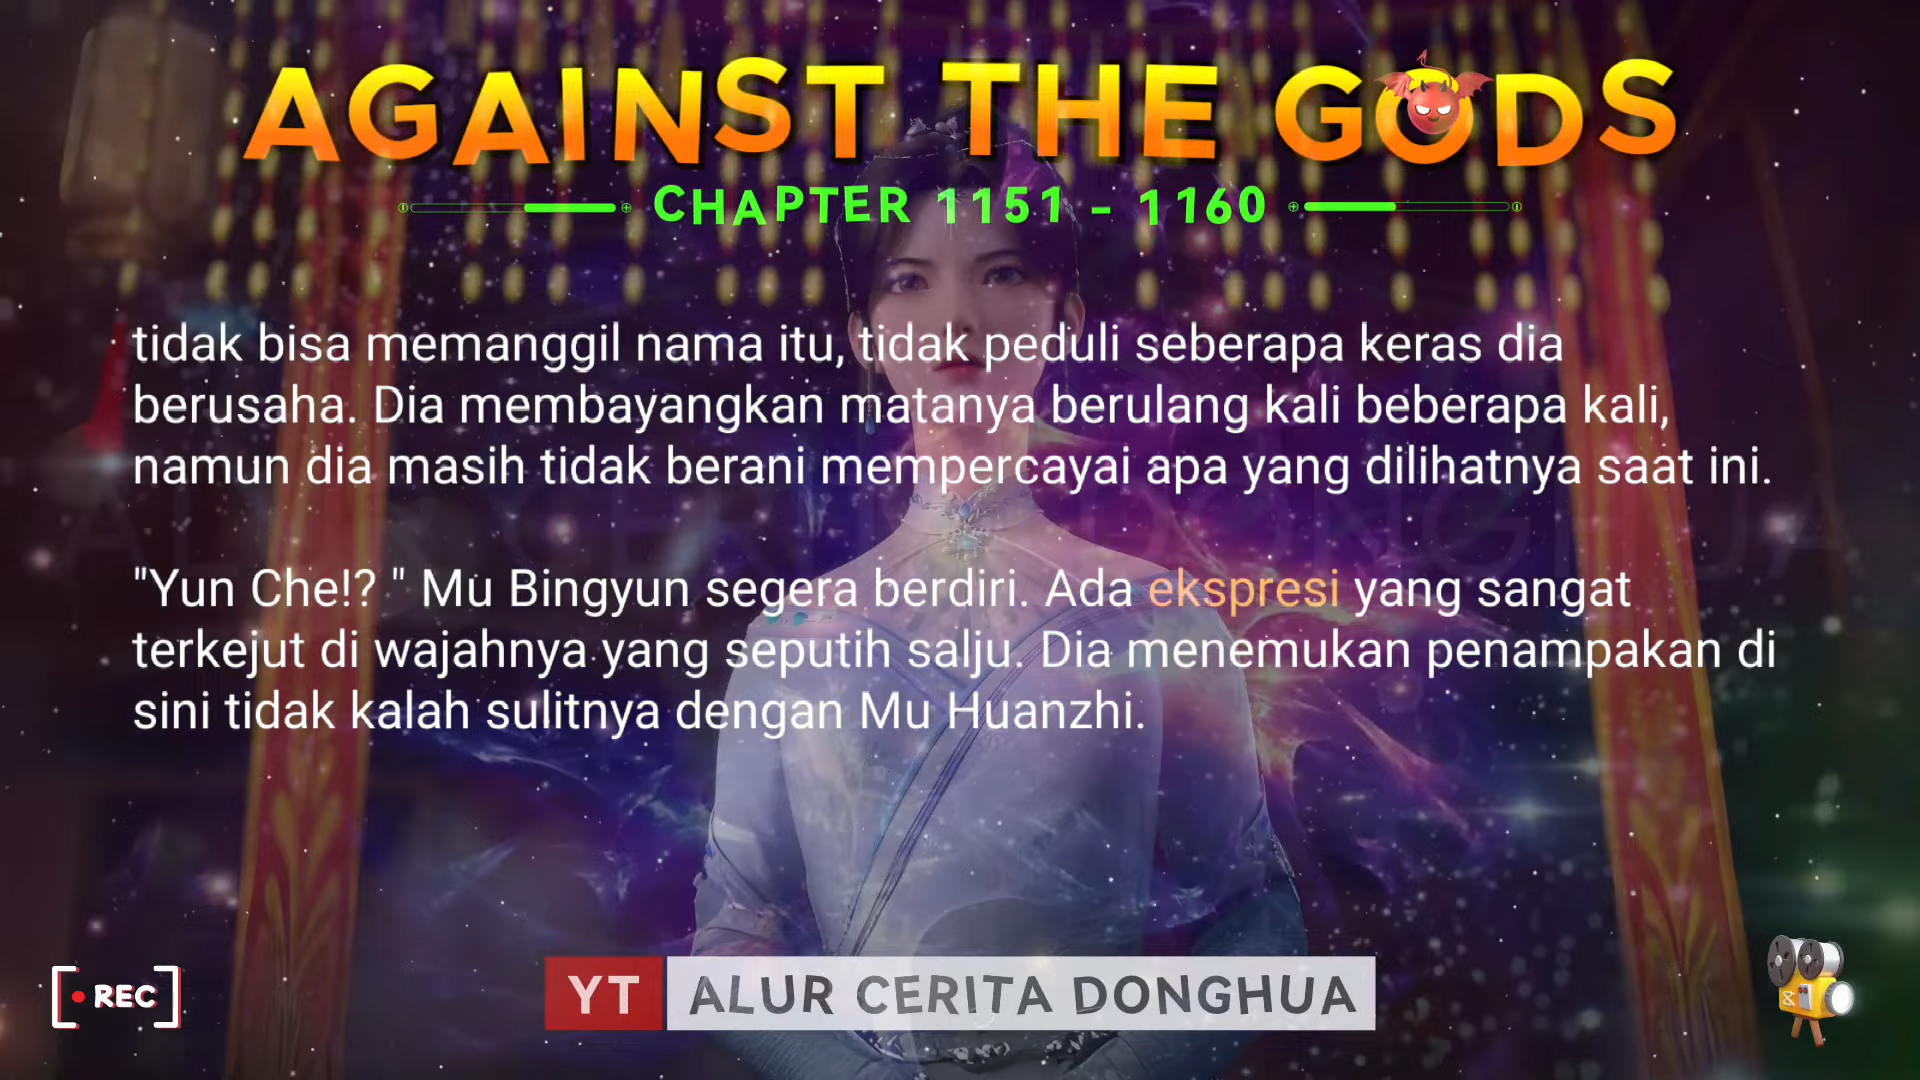 AGAINST THE GODS
CHAPTER 1151 - 1160
tidak bisa memanggil nama itu, tidak peduli seberapa keras dia
berusaha. Dia membayangkan matanya berulang kali beberapa kali,
namun dia masih tidak berani mempercayai apa yang dilihatnya saat ini.
"Yun Che!? " Mu Bingyun segera berdiri. Ada ekspresi yang sangat
terkejut di wajahnya yang seputih salju. Dia menemukan penampakan di
sini tidak kalah sulitnya dengan Mu Huanzhi.
REC
YT ALUR CERITA DONGHUA